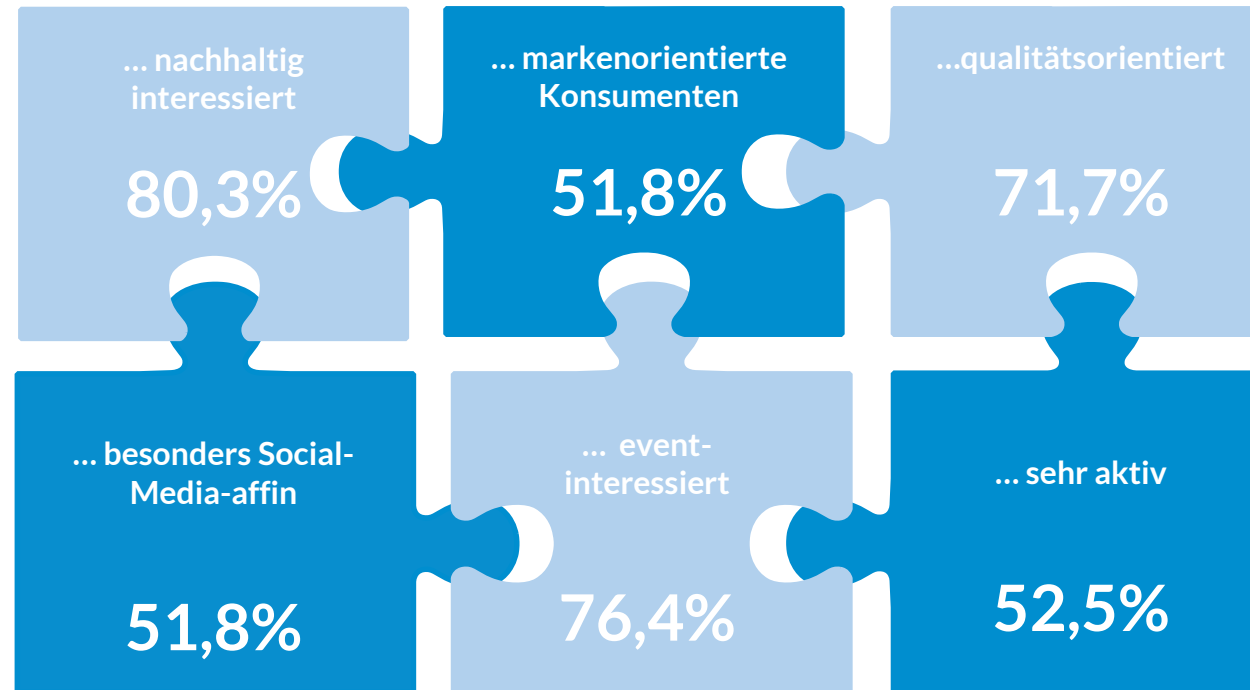 ... nachhaltig
interessiert
80,3%
... markenorientierte
Konsumenten
51,8%
...qualitätsorientiert
71,7%
... besonders Social-
Media-affin
51,8%
... event-
interessiert
76,4%
... sehr aktiv
52,5%